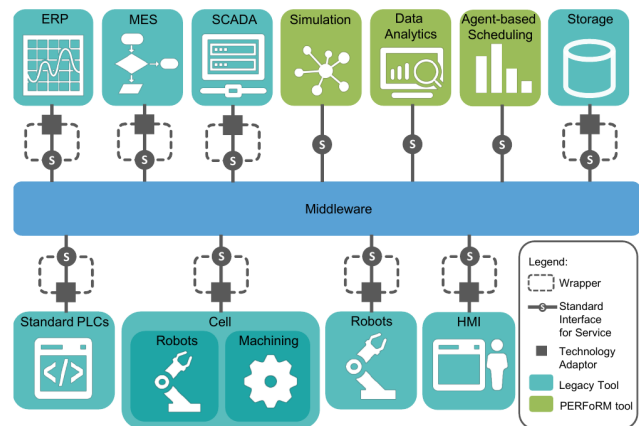 ERP
MES
SCADA
Simulation
Data
Analytics
Agent-based
Scheduling
Storage
S
S
S
S
S
S
S
Middleware
S
S
S
S
Standard PLCs
</>
Cell
Robots
Machining
Robots
HMI
Legend:
Wrapper
S
Standard
Interface
for Service
Technology
Adaptor
Legacy Tool
PERFoRM tool